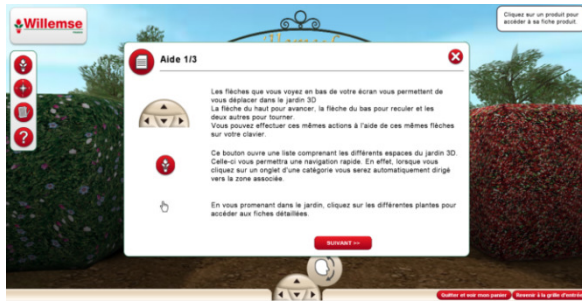 Willemse
Cliquez sur un produit pour
accéder à sa fiche produit.
Aide 1/3
Les flèches que vous voyez en bas de votre écran vous permettent de
vous déplacer dans le jardin 3D
La flèche du haut pour avancer, la flèche du bas pour reculer et les
deux autres pour tourner.
Vous pouvez effectuer ces mêmes actions à l'aide de ces mêmes flèches
sur votre clavier.
Ce bouton ouvre une liste comprenant les différents espaces du jardin 3D.
Celle-ci vous permettra une navigation rapide. En effet, lorsque vous
cliquez sur un onglet d'une catégorie vous serez automatiquement dirigé
vers la zone associée.
En vous promenant dans le jardin, cliquez sur les différentes plantes pour
accéder aux fiches détaillées.
SUIVANT >>
Quitter et voir mon panier
Revenir à la grille d'entrée